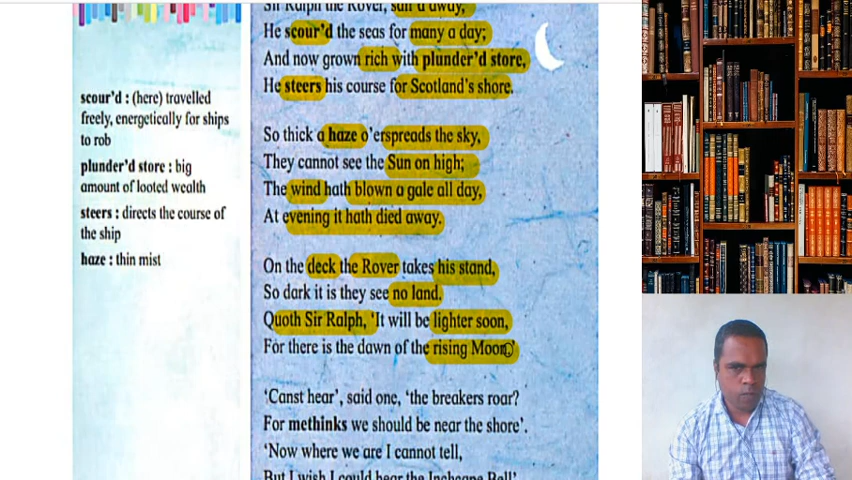 Sir Ralph the Rover, sail'd away,
He scour'd the seas for many a day;
And now grown rich with plunder'd store,
He steers his course for Scotland's shore.
So thick a haze o'erspreads the sky,
They cannot see the Sun on high;
The wind hath blown a gale all day,
At evening it hath died away.
On the deck the Rover takes his stand,
So dark it is they see no land.
Quoth Sir Ralph, 'It will be lighter soon,
For there is the dawn of the rising Moon.'
'Canst hear', said one, 'the breakers roar?
For methinks we should be near the shore'.
'Now where we are I cannot tell,
But I wish I could hear the Inchcape Bell'.
scour'd : (here) travelled
freely, energetically for ships
to rob
plunder'd store : big
amount of looted wealth
steers : directs the course of
the ship
haze : thin mist